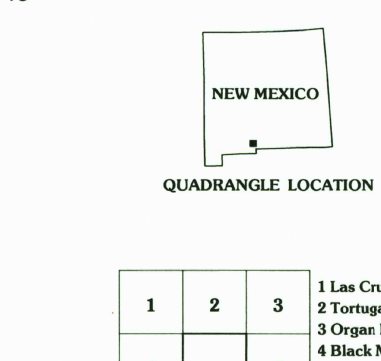 NEW MEXICO
QUADRANGLE LOCATION
1 2 3
1 Las Cru
2 Tortuga
3 Organ
4 Black M